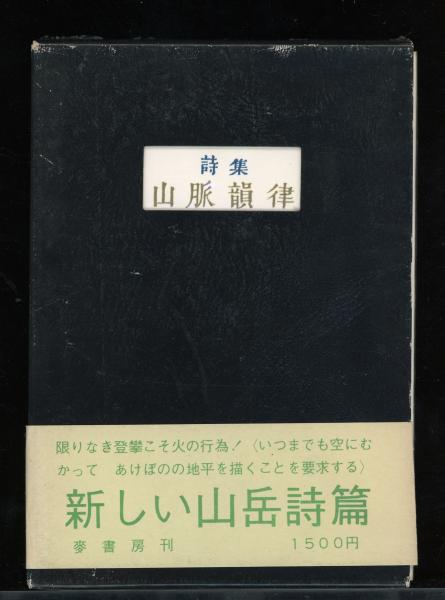 詩集
山脈韻律
限りなき登攀こそ火の行為!〈いつまでも空にむ
かって あけぼのの地平を描くことを要求する〉
新しい山岳詩篇
麥書房刊 1500円